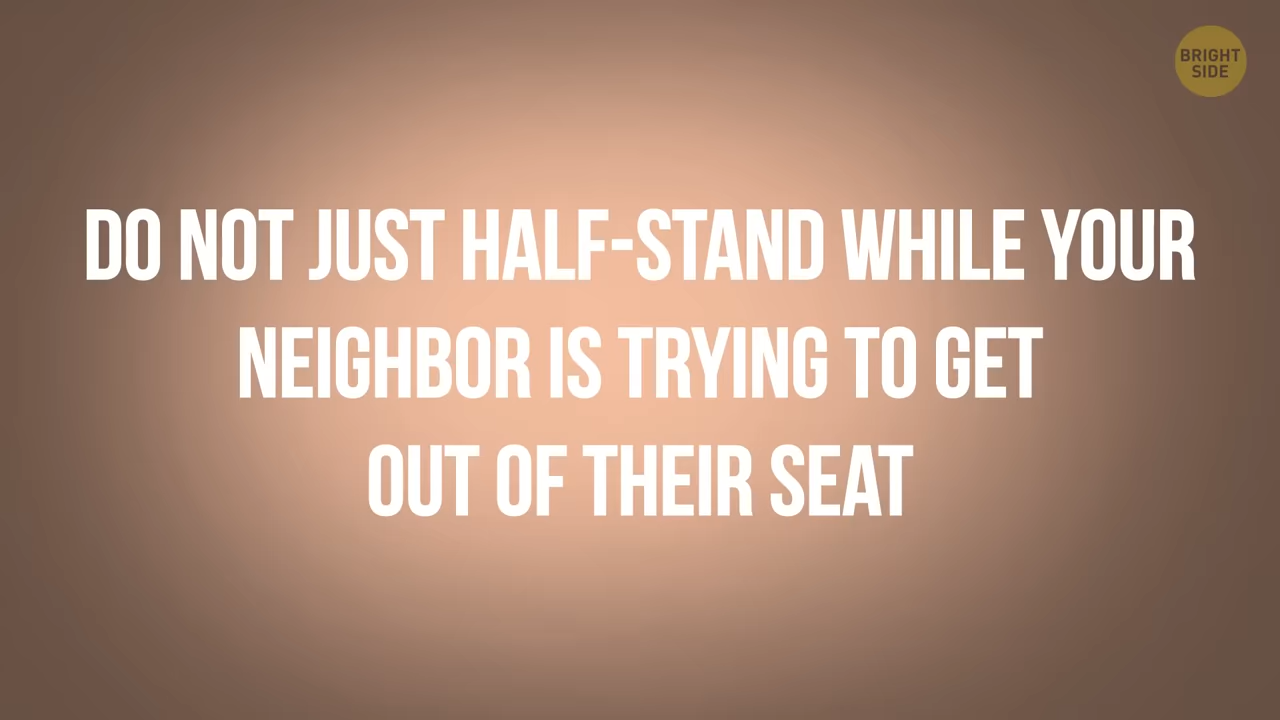 BRIGHT
SIDE
DO NOT JUST HALF-STAND WHILE YOUR
NEIGHBOR IS TRYING TO GET
OUT OF THEIR SEAT